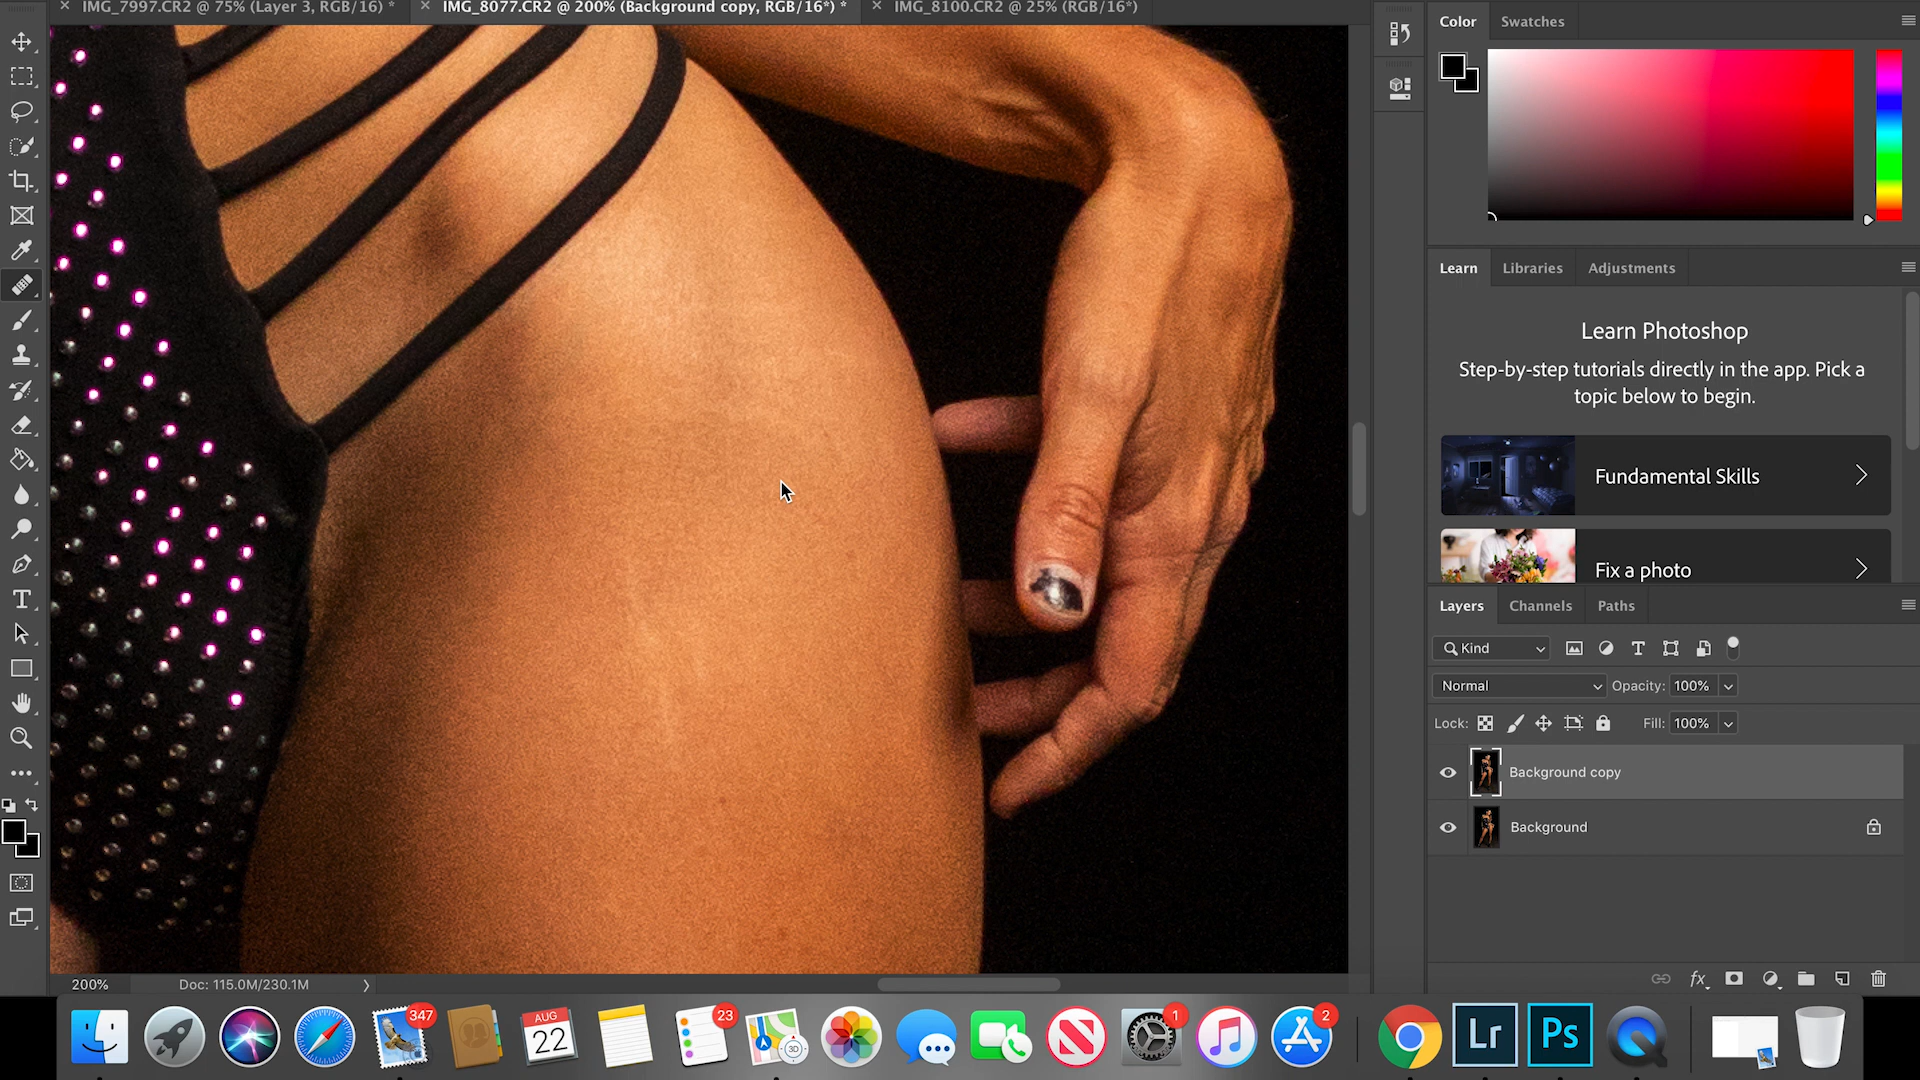 IMG_7997.CR2 @ 75% (Layer 3, RGB/16) *
IMG_8077.CR2 @ 200% (Background copy, RGB/16*) *
IMG_8100.CR2 @ 25% (RGB/16*)
Color
Swatches
Learn
Libraries
Adjustments
Learn Photoshop
Step-by-step tutorials directly in the app. Pick a
topic below to begin.
Fundamental Skills
Fix a photo
Layers
Channels
Paths
Kind
Normal
Opacity: 100%
Lock:
Fill: 100%
Background copy
Background
fx
200%
Doc: 115.0M/230.1M
347
AUG
22
23
3D
1
2
Lr
Ps